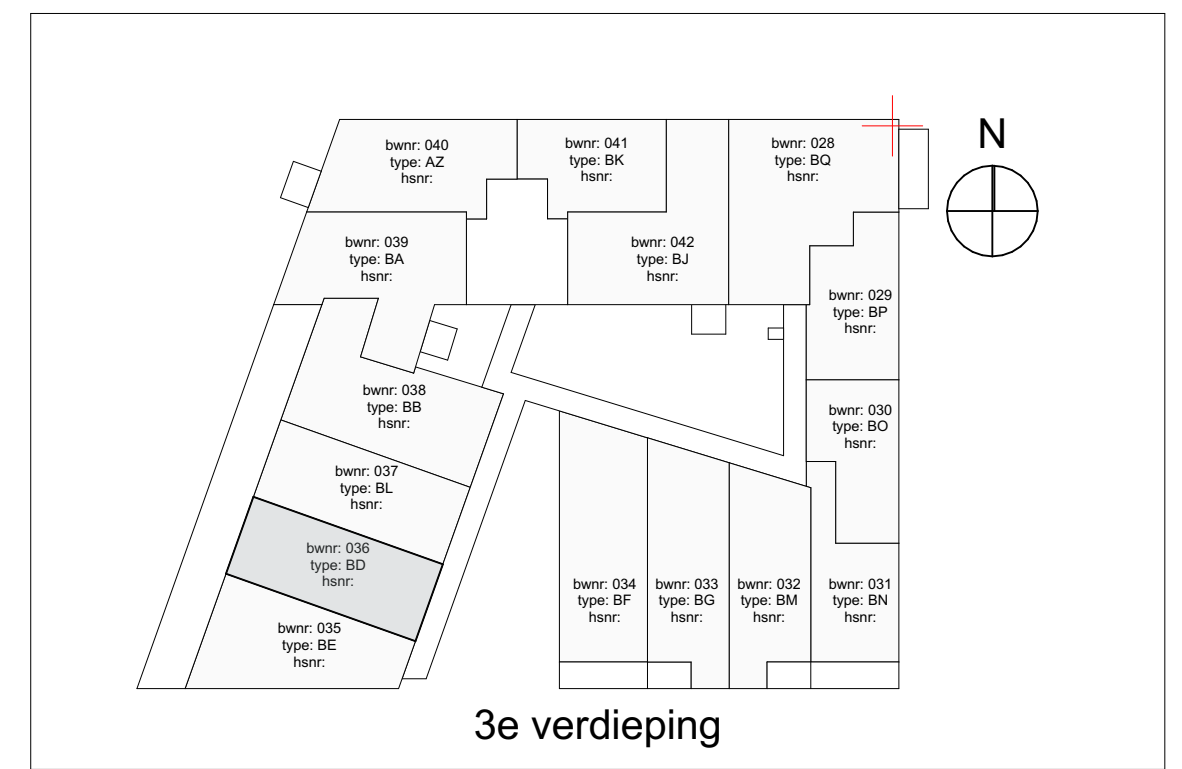 bwnr: 040
type: AZ
hsnr:
bwnr: 041
type: BK
hsnr:
bwnr: 028
type: BQ
hsnr:
N
bwnr: 039
type: BA
hsnr:
bwnr: 042
type: BJ
hsnr:
bwnr: 029
type: BP
hsnr:
bwnr: 038
type: BB
hsnr:
bwnr: 030
type: BO
hsnr:
bwnr: 037
type: BL
hsnr:
bwnr: 036
type: BD
hsnr:
bwnr: 034
type: BF
hsnr:
bwnr: 033
type: BG
hsnr:
bwnr: 032
type: BM
hsnr:
bwnr: 031
type: BN
hsnr:
bwnr: 035
type: BE
hsnr:
3e verdieping